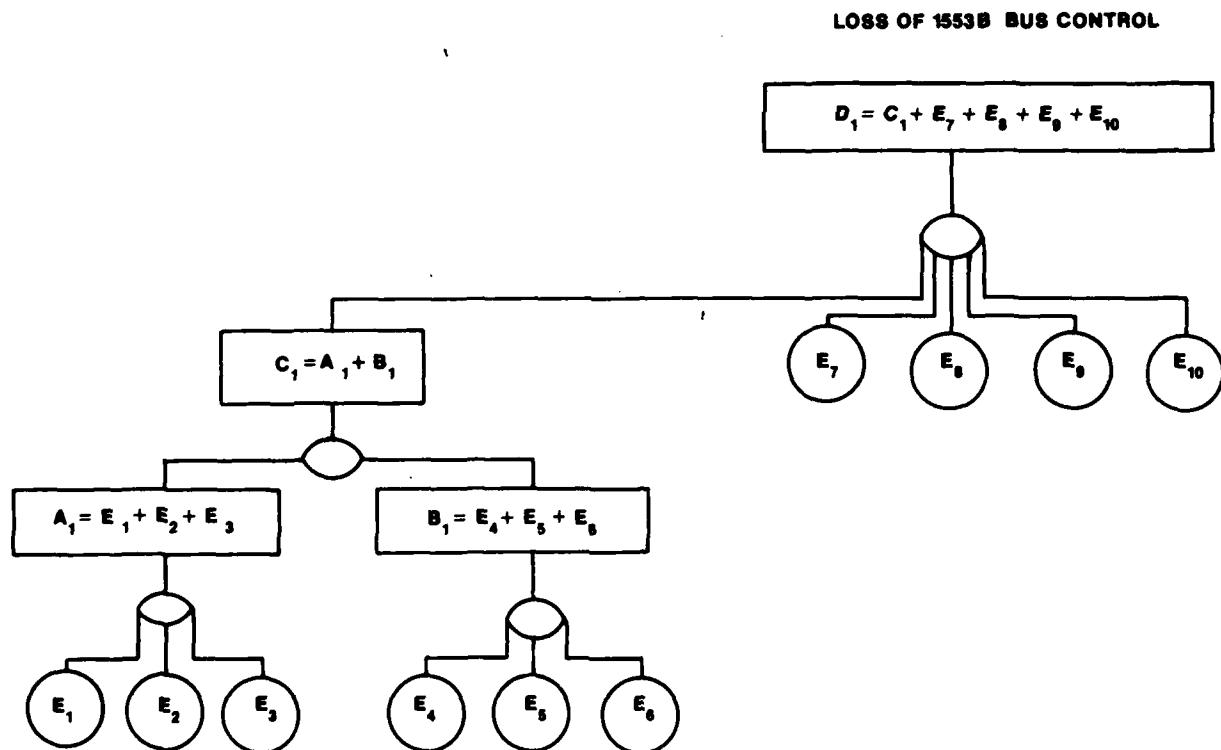 LOSS OF 1553B BUS CONTROL
D₁ = C₁ + E₇ + E₈ + E₉ + E₁₀
E₇ E₈ E₉ E₁₀
C₁ = A₁ + B₁
A₁ = E₁ + E₂ + E₃ B₁ = E₄ + E₅ + E₆
E₁ E₂ E₃ E₄ E₅ E₆